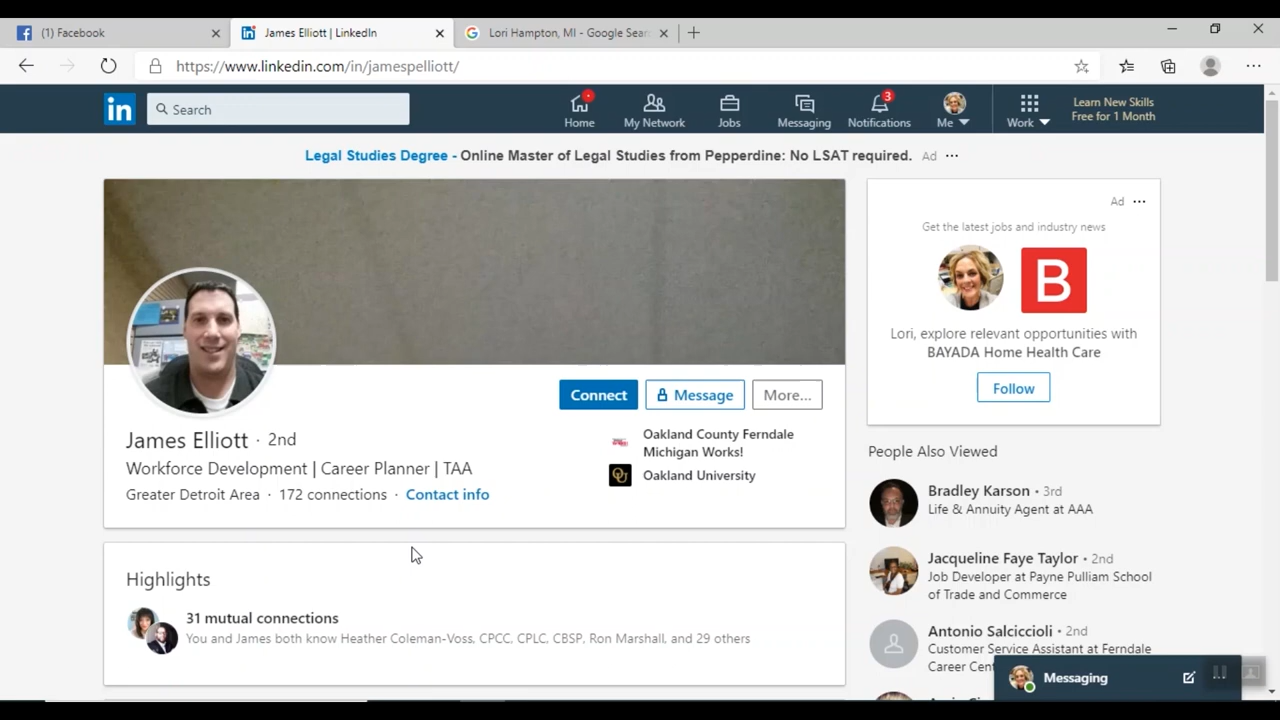 (1) Facebook
James Elliott | LinkedIn
Lori Hampton, MI - Google Sear
https://www.linkedin.com/in/jamespelliott/
in
Search
Home
My Network
Jobs
Messaging
3
Notifications
Me
Work
Learn New Skills
Free for 1 Month
Legal Studies Degree - Online Master of Legal Studies from Pepperdine: No LSAT required. Ad ...
Connect
Message
More...
James Elliott · 2nd
Workforce Development | Career Planner | TAA
Greater Detroit Area · 172 connections · Contact info
Oakland County Ferndale
Michigan Works!
Oakland University
Highlights
31 mutual connections
You and James both know Heather Coleman-Voss, CPCC, CPLC, CBSP, Ron Marshall, and 29 others
Ad ...
Get the latest jobs and industry news
B
Lori, explore relevant opportunities with
BAYADA Home Health Care
Follow
People Also Viewed
Bradley Karson • 3rd
Life & Annuity Agent at AAA
Jacqueline Faye Taylor • 2nd
Job Developer at Payne Pulliam School
of Trade and Commerce
Antonio Salciccioli • 2nd
Customer Service Assistant at Ferndale
Career Cen
Messaging